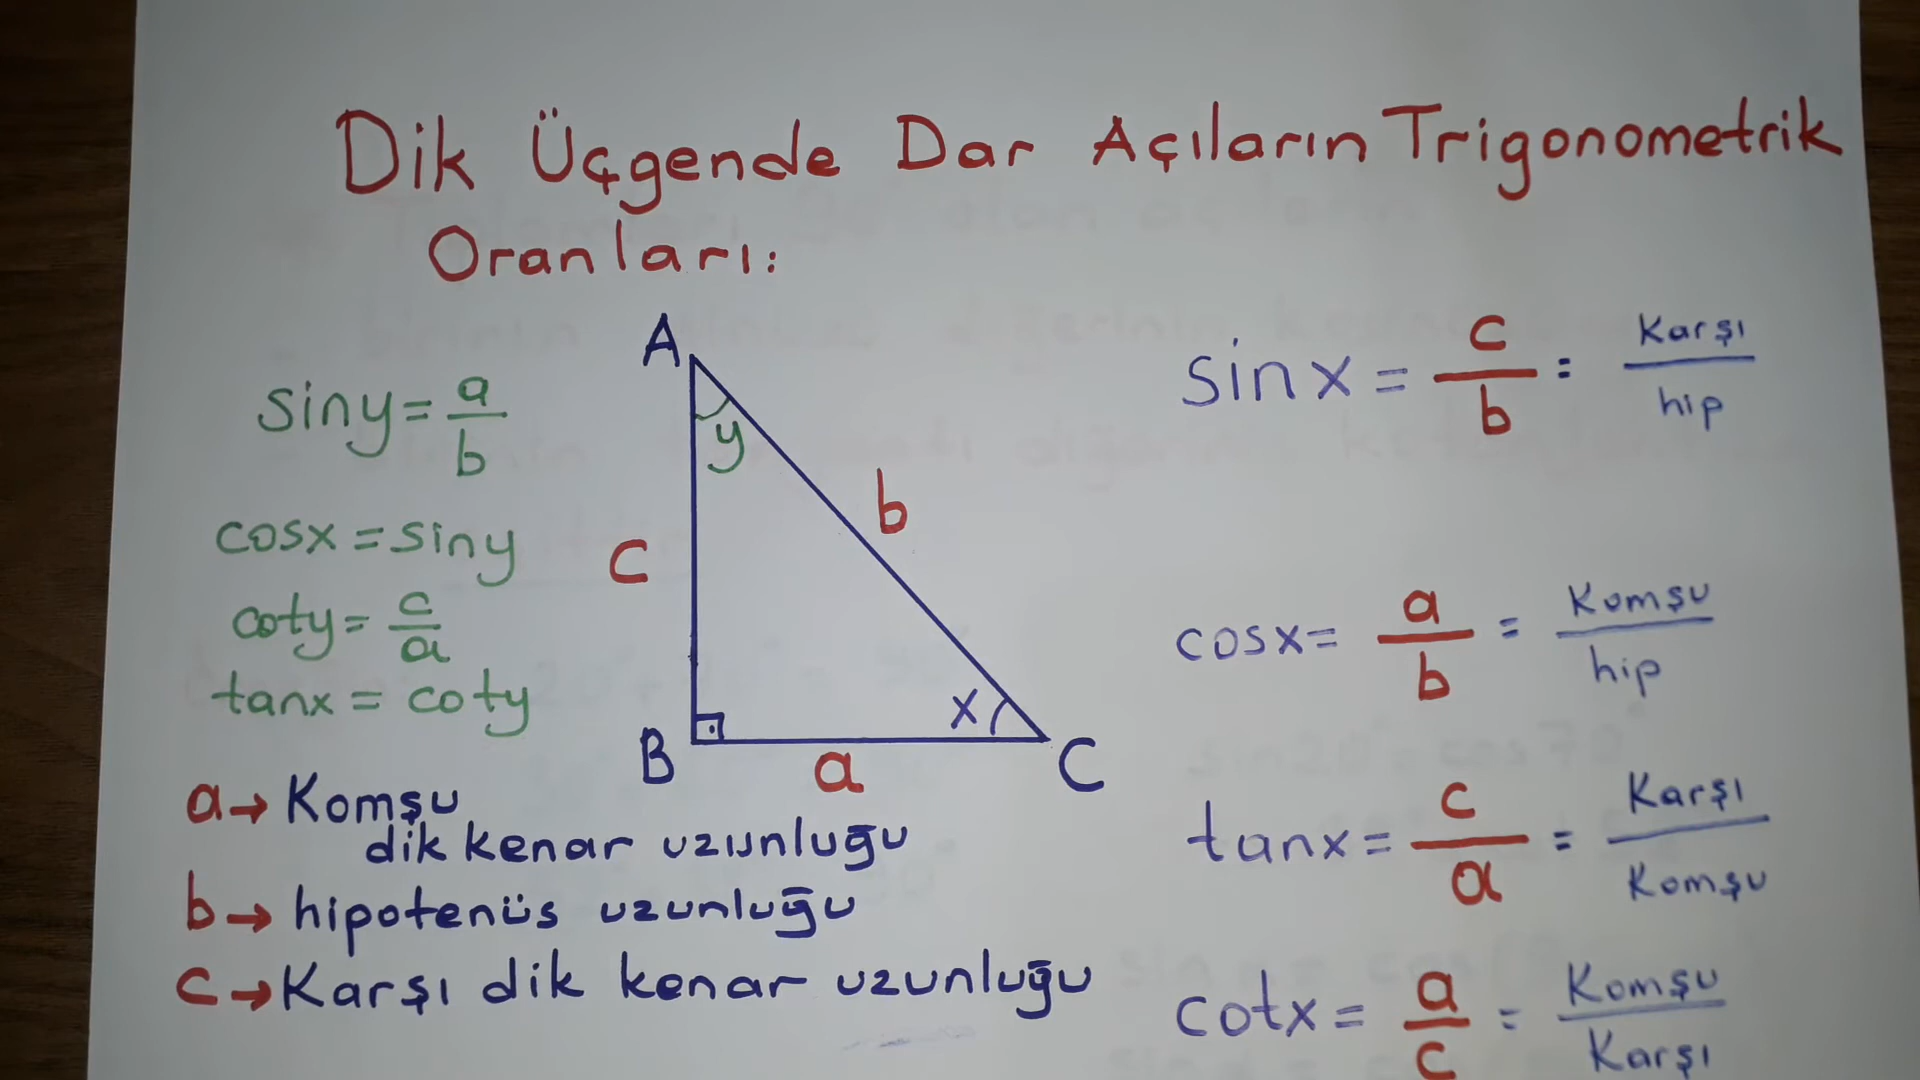 Dik Üçgende Dar Açıların Trigonometrik
Oranları:
siny = a/b
cosx = siny
coty = c/a
tanx = coty
A
y
b
c
x
B
a
C
a → Komşu
dik kenar uzunluğu
b → hipotenüs uzunluğu
c → Karşı dik kenar uzunluğu
sinx = c/b = Karşı/hip
cosx = a/b = Komşu/hip
tanx = c/a = Karşı/Komşu
cotx = a/c = Komşu/Karşı